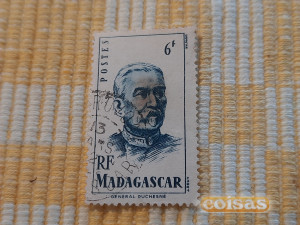 6F
POSTES
RF
MADAGASCAR
GENERAL DUCHESNE
coisas